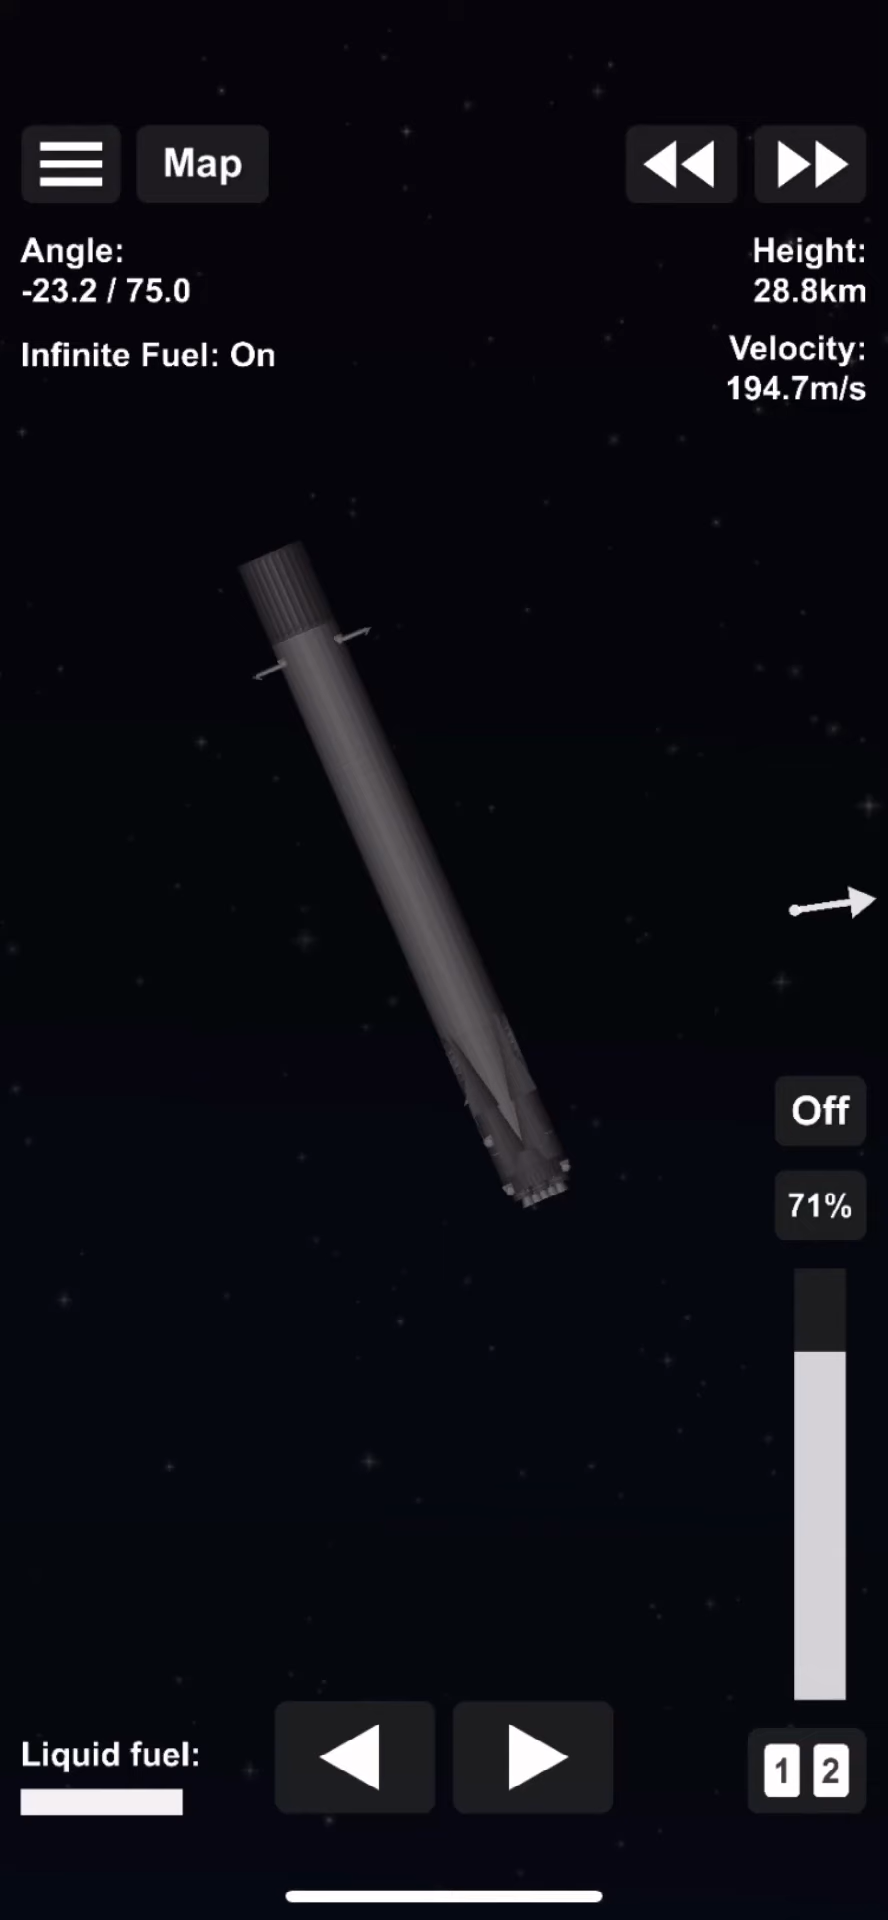 Map
Angle:
-23.2 / 75.0
Height:
28.8km
Infinite Fuel: On
Velocity:
194.7m/s
Off
71%
Liquid fuel:
1 2